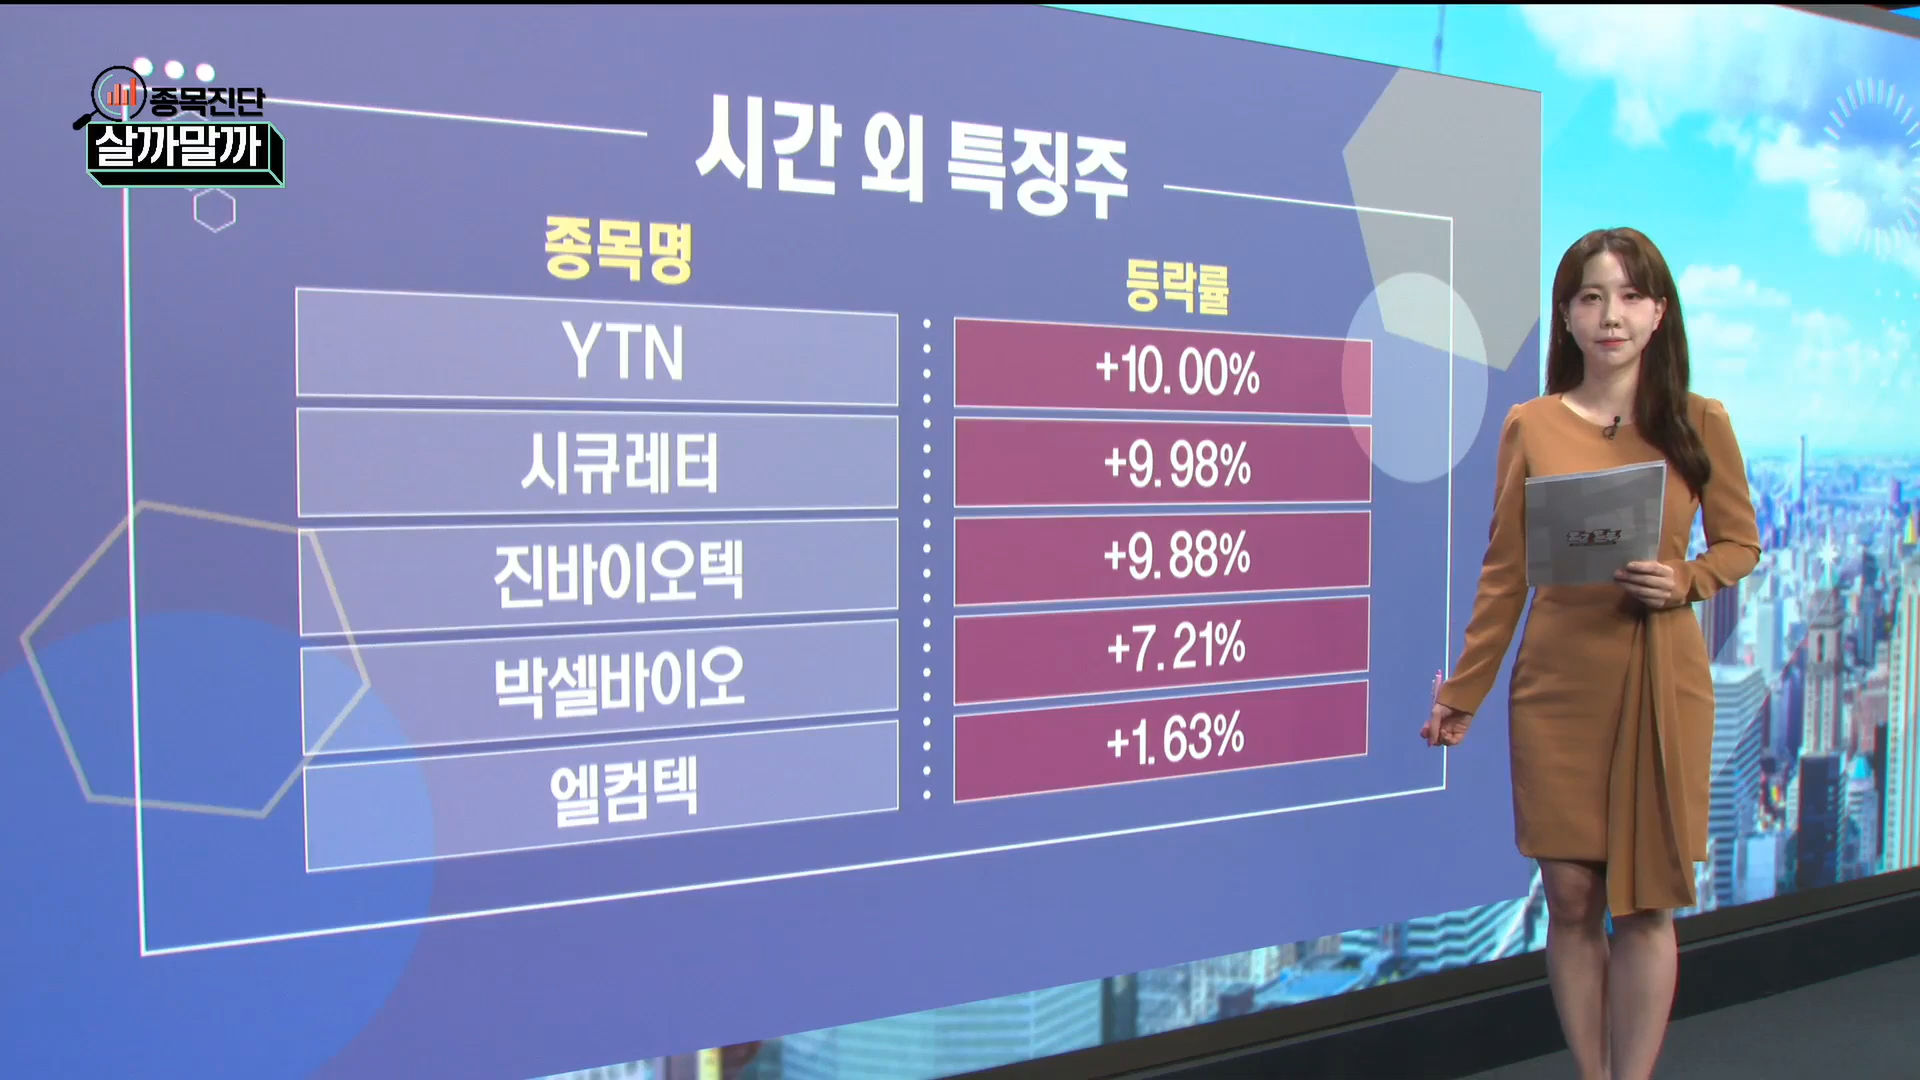 종목진단
살까말까
시간 외 특징주
종목명 등락률
YTN +10.00%
시큐레터 +9.98%
진바이오텍 +9.88%
박셀바이오 +7.21%
엘컴텍 +1.63%